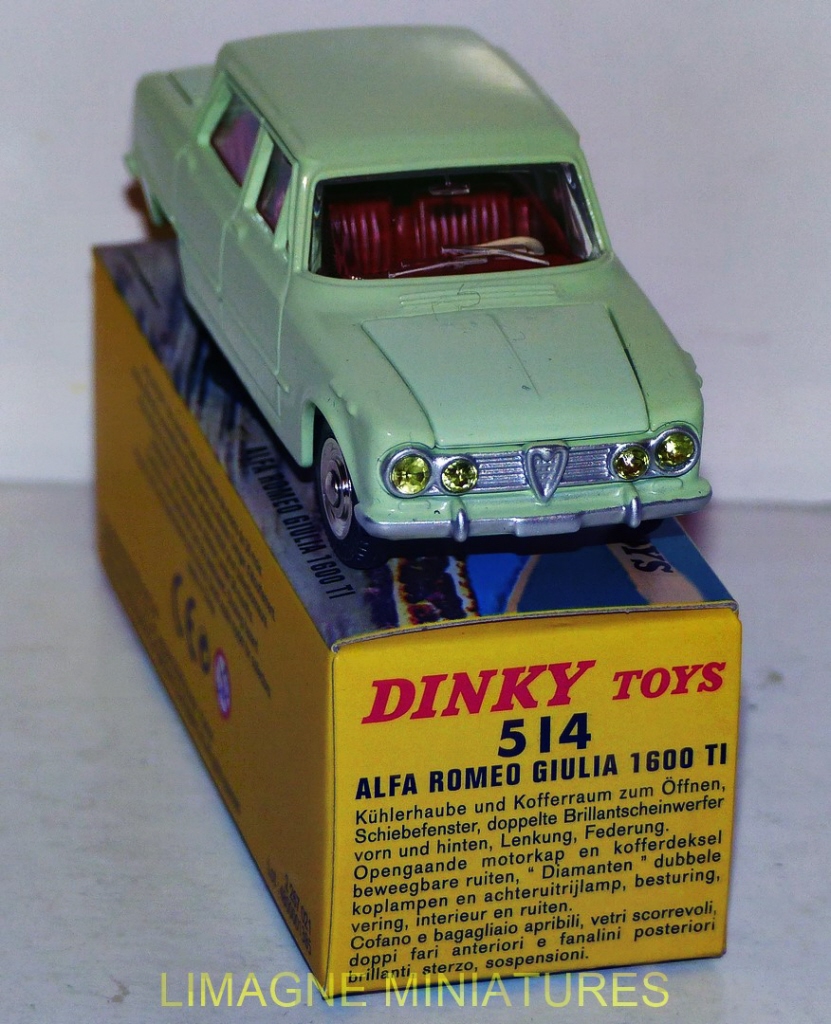 ALFA ROMEO GIULIA 1600 TI
YS
DINKY TOYS
514
ALFA ROMEO GIULIA 1600 TI
Kühlerhaube und Kofferraum zum Öffnen,
Schiebefenster, doppelte Brillantscheinwerfer
vorn und hinten, Lenkung, Federung.
Opengaande motorkap en kofferdeksel
beweegbare ruiten, " Diamanten " dubbele
koplampen en achteruitrijlamp, besturing,
vering, interieur en ruiten.
Cofano e bagagliaio apribili, vetri scorrevoli,
doppi fari anteriori e fanalini posteriori
brillanti, sterzo, sospensioni.
LIMAGNE MINIATURES